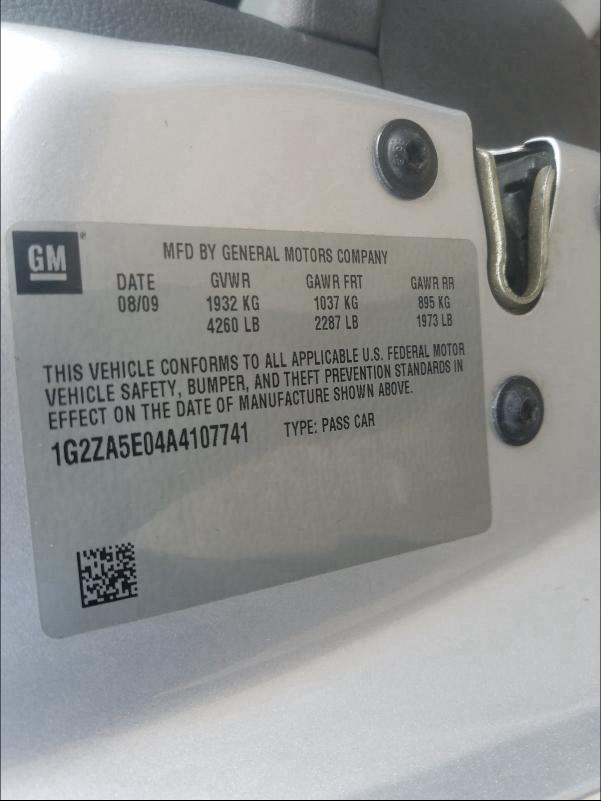 GM®
MFD BY GENERAL MOTORS COMPANY
DATE GVWR GAWR FRT GAWR RR
08/09 1932 KG 1037 KG 895 KG
4260 LB 2287 LB 1973 LB
THIS VEHICLE CONFORMS TO ALL APPLICABLE U.S. FEDERAL MOTOR
VEHICLE SAFETY, BUMPER, AND THEFT PREVENTION STANDARDS IN
EFFECT ON THE DATE OF MANUFACTURE SHOWN ABOVE.
1G2ZA5E04A4107741 TYPE: PASS CAR